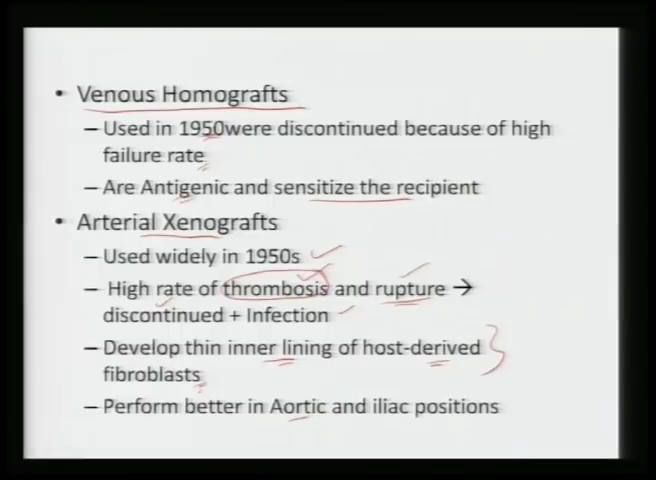 • Venous Homografts
– Used in 1950were discontinued because of high
failure rate
– Are Antigenic and sensitize the recipient
• Arterial Xenografts
– Used widely in 1950s
– High rate of thrombosis and rupture →
discontinued + Infection
– Develop thin inner lining of host-derived
fibroblasts
– Perform better in Aortic and iliac positions